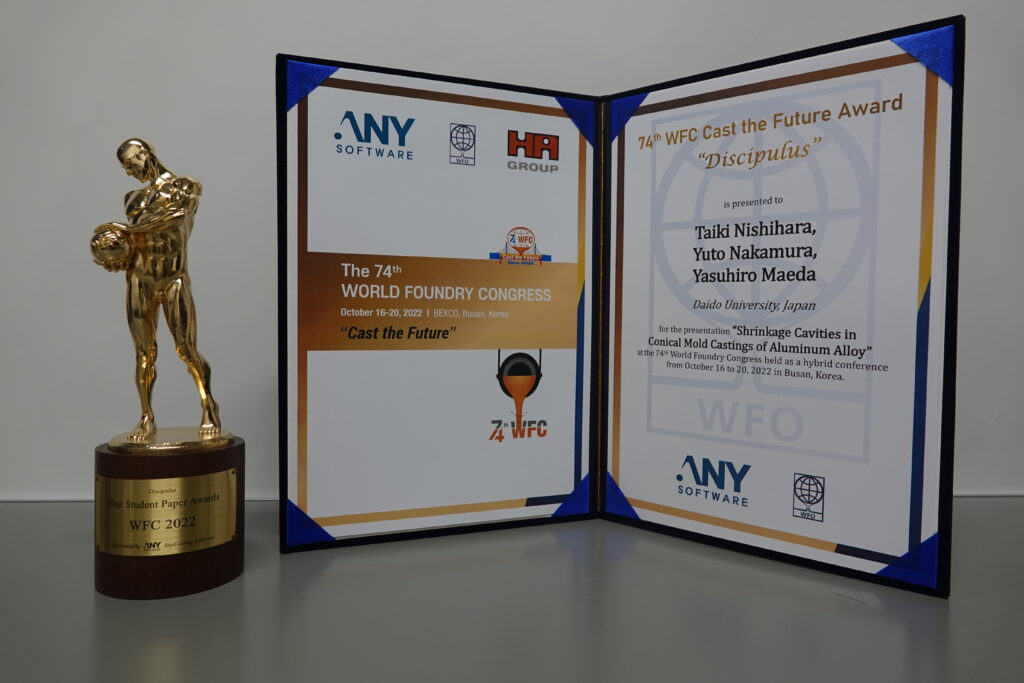 Discipulus
Best Student Paper Awards
WFC 2022
Sponsored by ANY AnyCasting Software
ANY
SOFTWARE
WFO
HA
GROUP
74 WFC
Cast the Future
The 74th
WORLD FOUNDRY CONGRESS
October 16-20, 2022 | BEXCO, Busan, Korea
“Cast the Future”
74th WFC
74th WFC Cast the Future Award
“Discipulus”
is presented to
Taiki Nishihara,
Yuto Nakamura,
Yasuhiro Maeda
Daido University, Japan
for the presentation “Shrinkage Cavities in
Conical Mold Castings of Aluminum Alloy”
at the 74th World Foundry Congress held as a hybrid conference
from October 16 to 20, 2022 in Busan, Korea.
WFO
ANY
SOFTWARE
WFO